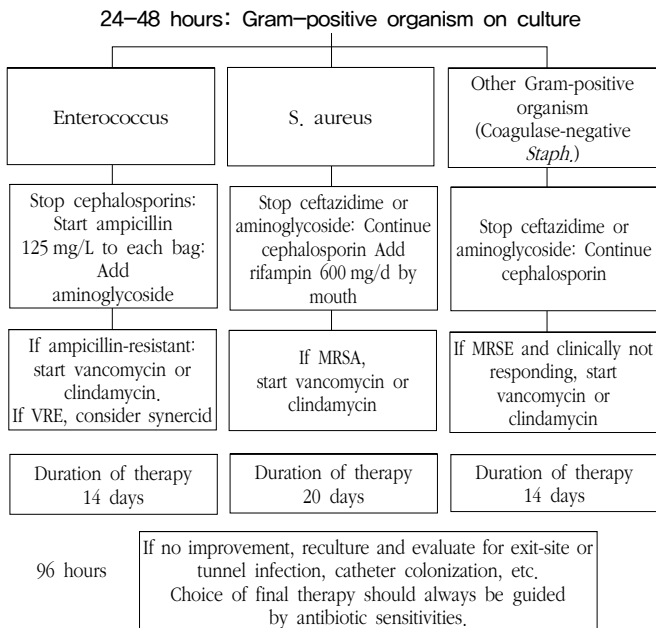 24-48 hours: Gram-positive organism on culture
Enterococcus
S. aureus
Other Gram-positive
organism
(Coagulase-negative
Staph.)
Stop cephalosporins:
Start ampicillin
125 mg/L to each bag:
Add
aminoglycoside
Stop ceftazidime or
aminoglycoside: Continue
cephalosporin Add
rifampin 600 mg/d by
mouth
Stop ceftazidime or
aminoglycoside: Continue
cephalosporin
If ampicillin-resistant:
start vancomycin or
clindamycin.
If VRE, consider synercid
If MRSA,
start vancomycin or
clindamycin
If MRSE and clinically not
responding, start
vancomycin or
clindamycin
Duration of therapy
14 days
Duration of therapy
20 days
Duration of therapy
14 days
96 hours
If no improvement, reculture and evaluate for exit-site or
tunnel infection, catheter colonization, etc.
Choice of final therapy should always be guided
by antibiotic sensitivities.